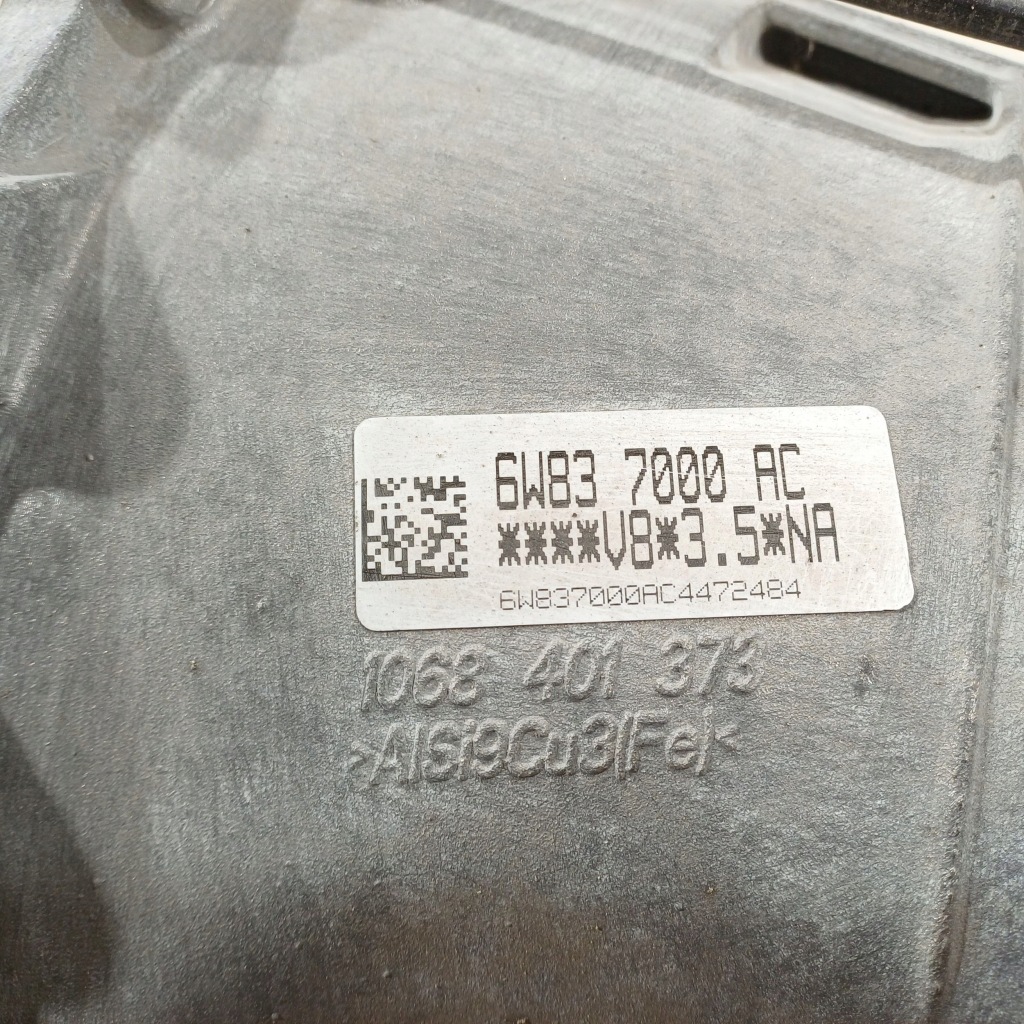 6W83 7000 AC
****V8*3.5*NA
6W837000AC4472484
1068 401 373
>AlSi9Cu3(Fe)<